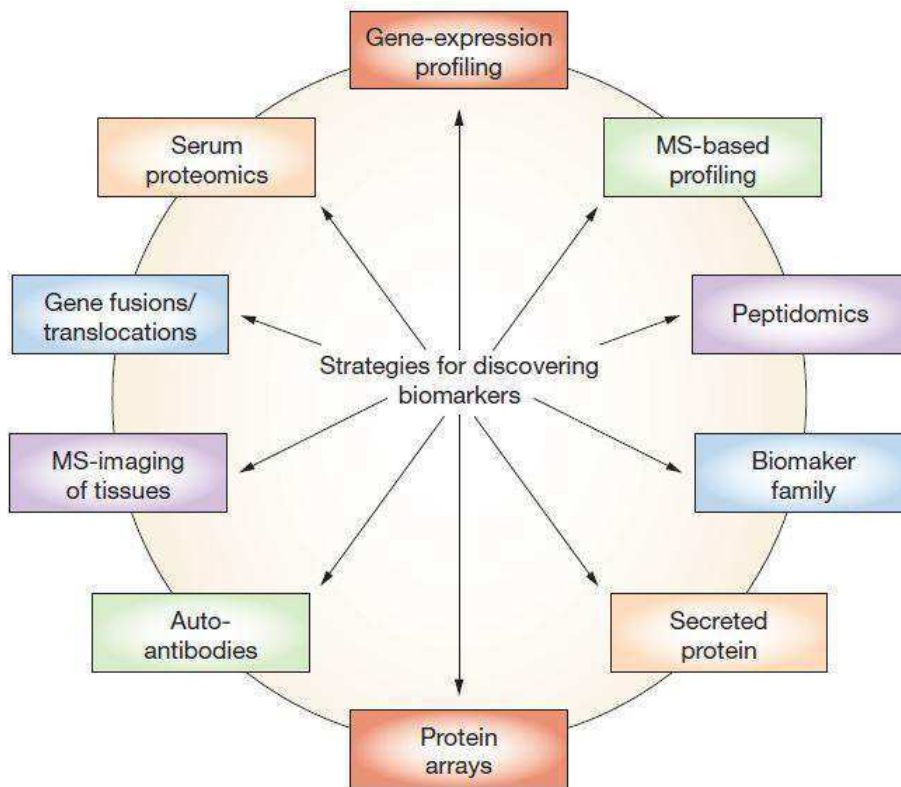 Gene-expression
profiling
Serum
proteomics
MS-based
profiling
Gene fusions/
translocations
Peptidomics
Strategies for discovering
biomarkers
MS-imaging
of tissues
Biomaker
family
Auto-
antibodies
Secreted
protein
Protein
arrays